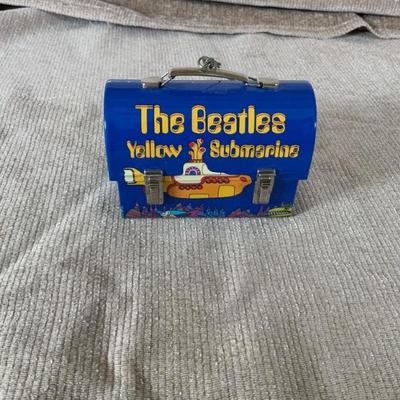 The Beatles
Yellow Submarine